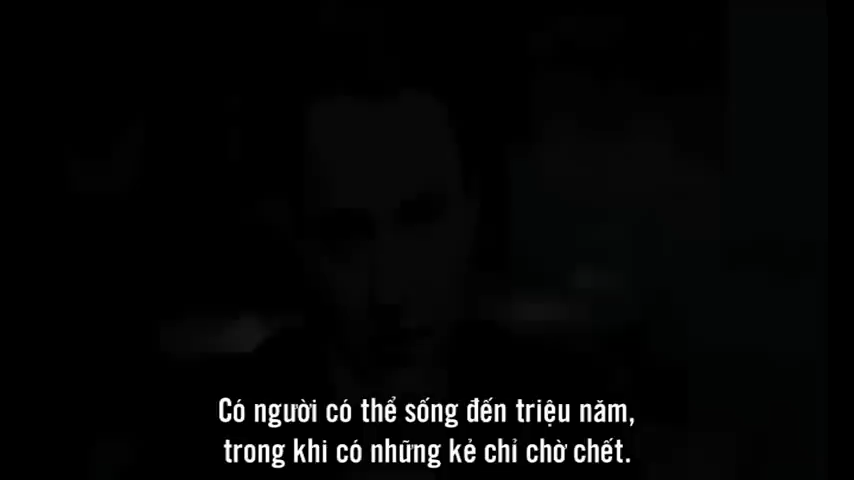 Có người có thể sống đến triệu năm,
trong khi có những kẻ chỉ chờ chết.